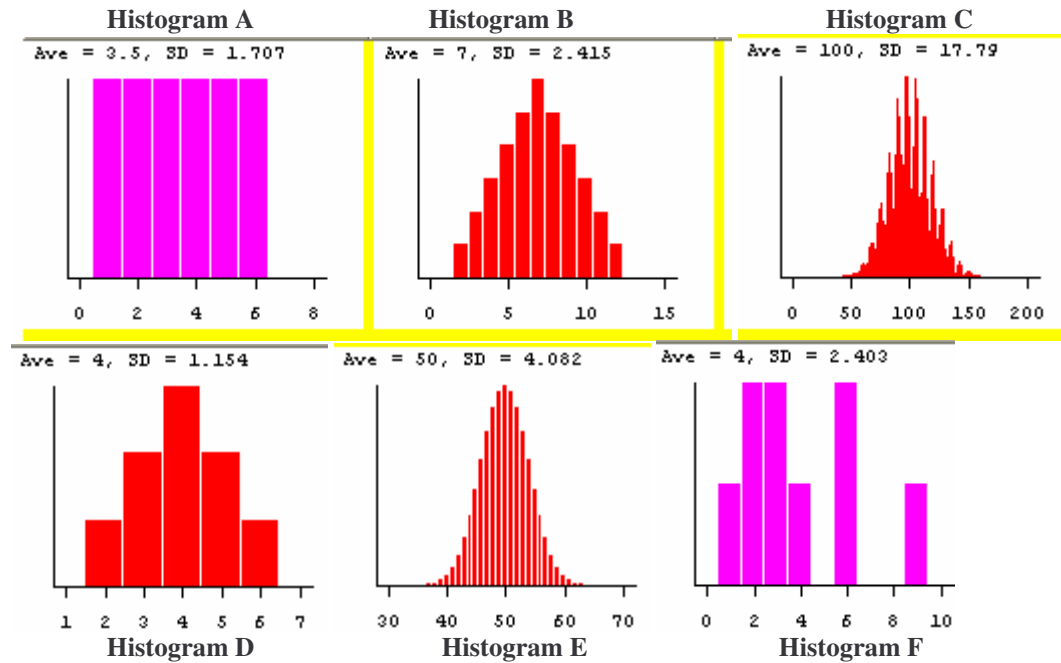 Histogram A Histogram B Histogram C
Ave = 3.5, SD = 1.707 Ave = 7, SD = 2.415 Ave = 100, SD = 17.79
0 2 4 6 8 0 5 10 15 0 50 100 150 200
Ave = 4, SD = 1.154 Ave = 50, SD = 4.082 Ave = 4, SD = 2.403
1 2 3 4 5 6 7 30 40 50 60 70 0 2 4 6 8 10
Histogram D Histogram E Histogram F